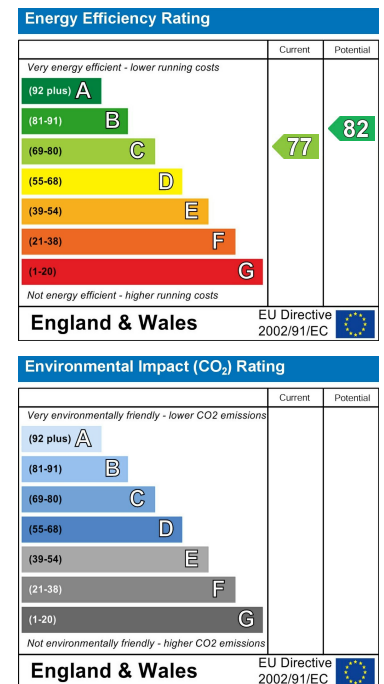 Energy Efficiency Rating
Current Potential
Very energy efficient - lower running costs
(92 plus) A
(81-91) B
(69-80) C
(55-68) D
(39-54) E
(21-38) F
(1-20) G
77
82
Not energy efficient - higher running costs
England & Wales
EU Directive
2002/91/EC
Environmental Impact (CO₂) Rating
Current Potential
Very environmentally friendly - lower CO2 emissions
(92 plus) A
(81-91) B
(69-80) C
(55-68) D
(39-54) E
(21-38) F
(1-20) G
Not environmentally friendly - higher CO2 emissions
England & Wales
EU Directive
2002/91/EC